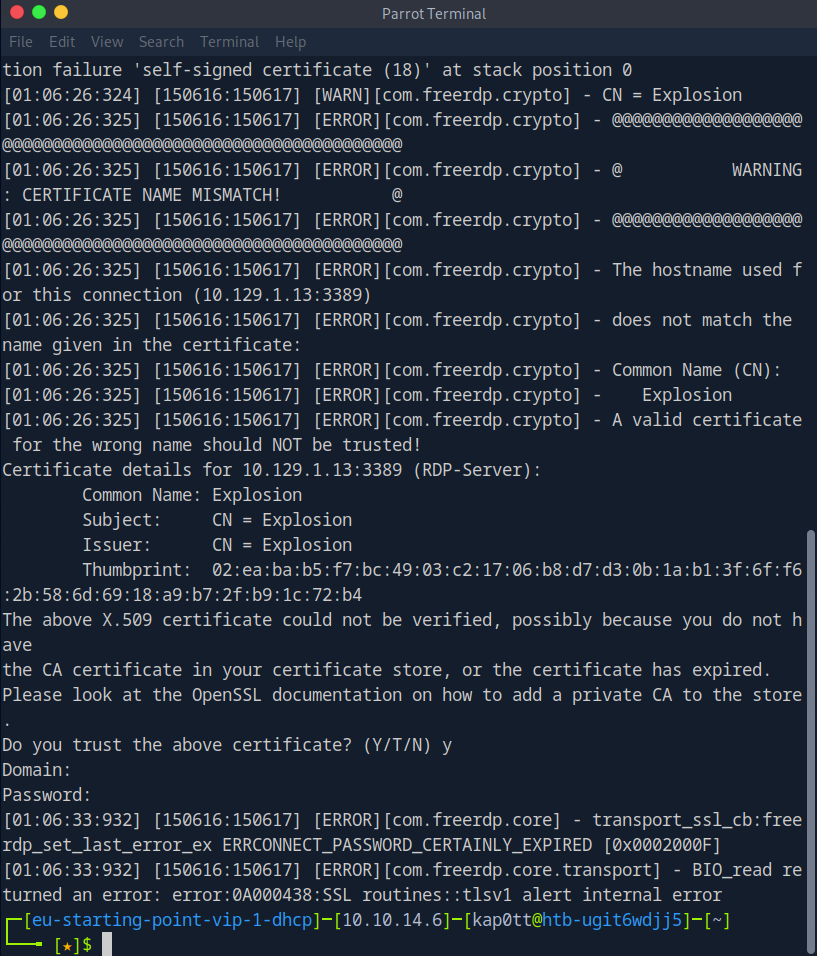 Parrot Terminal
File Edit View Search Terminal Help
tion failure 'self-signed certificate (18)' at stack position 0
[01:06:26:324] [150616:150617] [WARN][com.freerdp.crypto] - CN = Explosion
[01:06:26:325] [150616:150617] [ERROR][com.freerdp.crypto] - @@@@@@@@@@@@@@@@@@@
@@@@@@@@@@@@@@@@@@@@@@@@@@@@@@@@@@@@@@@@
[01:06:26:325] [150616:150617] [ERROR][com.freerdp.crypto] - @           WARNING
: CERTIFICATE NAME MISMATCH!           @
[01:06:26:325] [150616:150617] [ERROR][com.freerdp.crypto] - @@@@@@@@@@@@@@@@@@@
@@@@@@@@@@@@@@@@@@@@@@@@@@@@@@@@@@@@@@@@
[01:06:26:325] [150616:150617] [ERROR][com.freerdp.crypto] - The hostname used f
or this connection (10.129.1.13:3389)
[01:06:26:325] [150616:150617] [ERROR][com.freerdp.crypto] - does not match the
name given in the certificate:
[01:06:26:325] [150616:150617] [ERROR][com.freerdp.crypto] - Common Name (CN):
[01:06:26:325] [150616:150617] [ERROR][com.freerdp.crypto] -    Explosion
[01:06:26:325] [150616:150617] [ERROR][com.freerdp.crypto] - A valid certificate
 for the wrong name should NOT be trusted!
Certificate details for 10.129.1.13:3389 (RDP-Server):
        Common Name: Explosion
        Subject:     CN = Explosion
        Issuer:      CN = Explosion
        Thumbprint:  02:ea:ba:b5:f7:bc:49:03:c2:17:06:b8:d7:d3:0b:1a:b1:3f:6f:f6
:2b:58:6d:69:18:a9:b7:2f:b9:1c:72:b4
The above X.509 certificate could not be verified, possibly because you do not h
ave
the CA certificate in your certificate store, or the certificate has expired.
Please look at the OpenSSL documentation on how to add a private CA to the store
.
Do you trust the above certificate? (Y/T/N) y
Domain:
Password:
[01:06:33:932] [150616:150617] [ERROR][com.freerdp.core] - transport_ssl_cb:free
rdp_set_last_error_ex ERRCONNECT_PASSWORD_CERTAINLY_EXPIRED [0x0002000F]
[01:06:33:932] [150616:150617] [ERROR][com.freerdp.core.transport] - BIO_read re
turned an error: error:0A000438:SSL routines::tlsv1 alert internal error
┌─[eu-starting-point-vip-1-dhcp]─[10.10.14.6]─[kap0tt@htb-ugit6wdjj5]─[~]
└──╼ [★]$